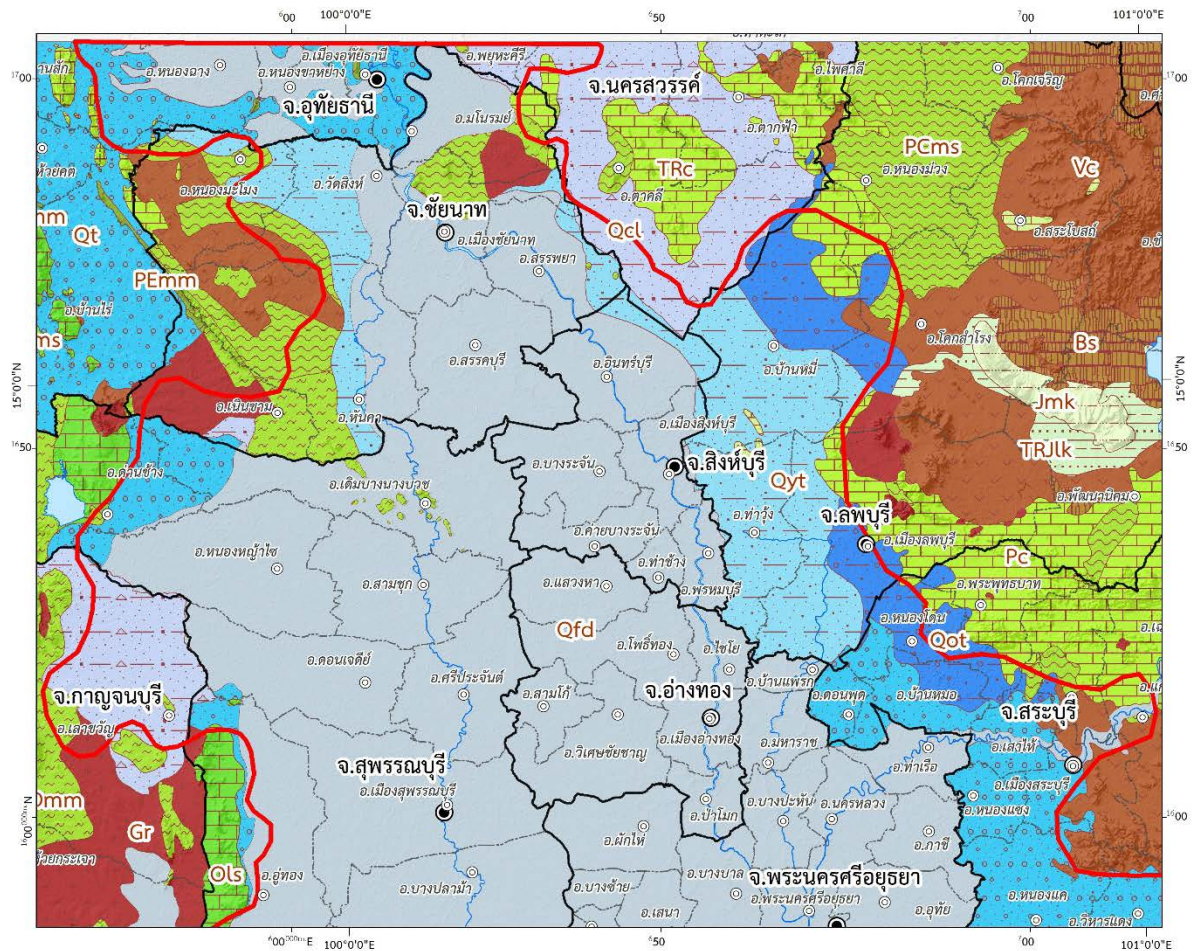 ⁶00 100°0'0"E ⁶50 ⁷00 101°0'0"E
อ.เมืองอุทัยธานี อ.พยุหะคีรี
อ.หนองฉาง อ.หนองขาหย่าง อ.ไพศาลี
¹⁷00 จ.นครสวรรค์ อ.โคกเจริญ ¹⁷00
จ.อุทัยธานี
อ.มโนรมย์ อ.ตากฟ้า
TRc PCms Vc
อ.หนองม่วง
อ.วัดสิงห์ อ.หนองมะโมง อ.ตาคลี
จ.ชัยนาท Qcl อ.สระโบสถ์
Qt อ.เมืองชัยนาท
อ.สรรพยา
PEmm
อ.บ้านไร่
ms อ.โคกสำโรง Bs
อ.สรรคบุรี อ.อินทร์บุรี อ.บ้านหมี่
15°0'0"N 15°0'0"N
Jmk
อ.เนินขาม อ.หันคา อ.เมืองสิงห์บุรี
¹⁶50 TRJlk ¹⁶50
อ.ด่านช้าง อ.บางระจัน จ.สิงห์บุรี
อ.เดิมบางนางบวช Qyt อ.พัฒนานิคม
อ.ท่าวุ้ง จ.ลพบุรี
อ.ค่ายบางระจัน อ.เมืองลพบุรี
อ.หนองหญ้าไซ อ.ท่าช้าง Pc
อ.สามชุก อ.แสวงหา อ.พรหมบุรี อ.พระพุทธบาท
อ.หนองโดน
Qfd Qot
อ.โพธิ์ทอง อ.ไชโย
อ.ดอนเจดีย์ อ.ศรีประจันต์ อ.บ้านแพรก
จ.กาญจนบุรี อ.สามโก้ จ.อ่างทอง อ.ดอนพุด อ.บ้านหมอ
จ.สระบุรี
อ.เลาขวัญ อ.เมืองอ่างทอง อ.มหาราช อ.เสาไห้
อ.วิเศษชัยชาญ อ.ท่าเรือ
จ.สุพรรณบุรี อ.เมืองสระบุรี
อ.เมืองสุพรรณบุรี
อ.บางปะหัน อ.นครหลวง อ.หนองแซง
อ.ป่าโมก
Gr อ.ผักไห่ อ.ภาชี ¹⁶00
Ols
อ.อู่ทอง อ.บางปลาม้า อ.บางซ้าย อ.บางบาล จ.พระนครศรีอยุธยา
อ.พระนครศรีอยุธยา อ.หนองแค
อ.เสนา อ.อุทัย อ.วิหารแดง
⁶00⁰⁰⁰ᵐE 100°0'0"E ⁶50 ⁷00 101°0'0"E